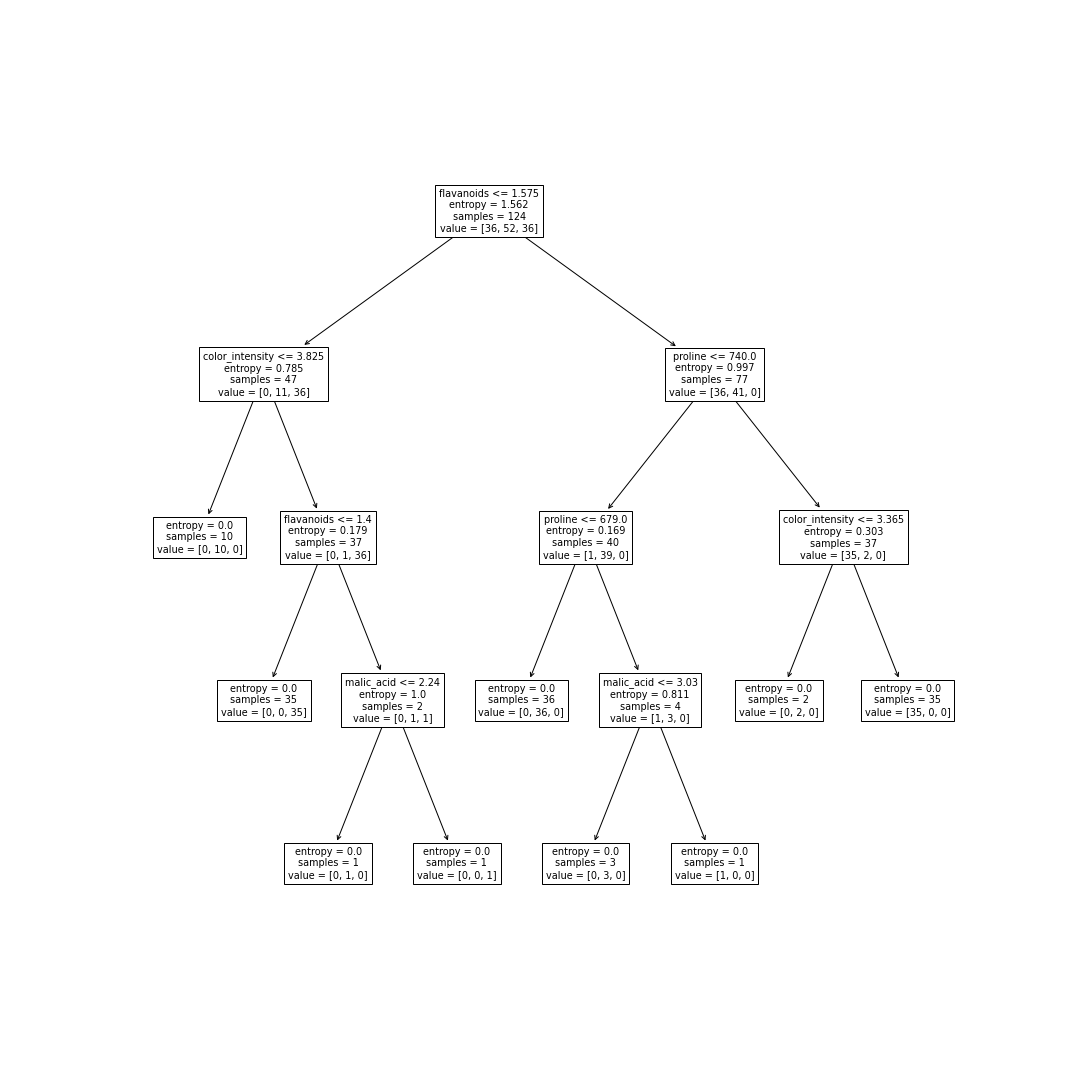 flavanoids <= 1.575
entropy = 1.562
samples = 124
value = [36, 52, 36]
color_intensity <= 3.825
entropy = 0.785
samples = 47
value = [0, 11, 36]
proline <= 740.0
entropy = 0.997
samples = 77
value = [36, 41, 0]
entropy = 0.0
samples = 10
value = [0, 10, 0]
flavanoids <= 1.4
entropy = 0.179
samples = 37
value = [0, 1, 36]
proline <= 679.0
entropy = 0.169
samples = 40
value = [1, 39, 0]
color_intensity <= 3.365
entropy = 0.303
samples = 37
value = [35, 2, 0]
entropy = 0.0
samples = 35
value = [0, 0, 35]
malic_acid <= 2.24
entropy = 1.0
samples = 2
value = [0, 1, 1]
entropy = 0.0
samples = 36
value = [0, 36, 0]
malic_acid <= 3.03
entropy = 0.811
samples = 4
value = [1, 3, 0]
entropy = 0.0
samples = 2
value = [0, 2, 0]
entropy = 0.0
samples = 35
value = [35, 0, 0]
entropy = 0.0
samples = 1
value = [0, 1, 0]
entropy = 0.0
samples = 1
value = [0, 0, 1]
entropy = 0.0
samples = 3
value = [0, 3, 0]
entropy = 0.0
samples = 1
value = [1, 0, 0]